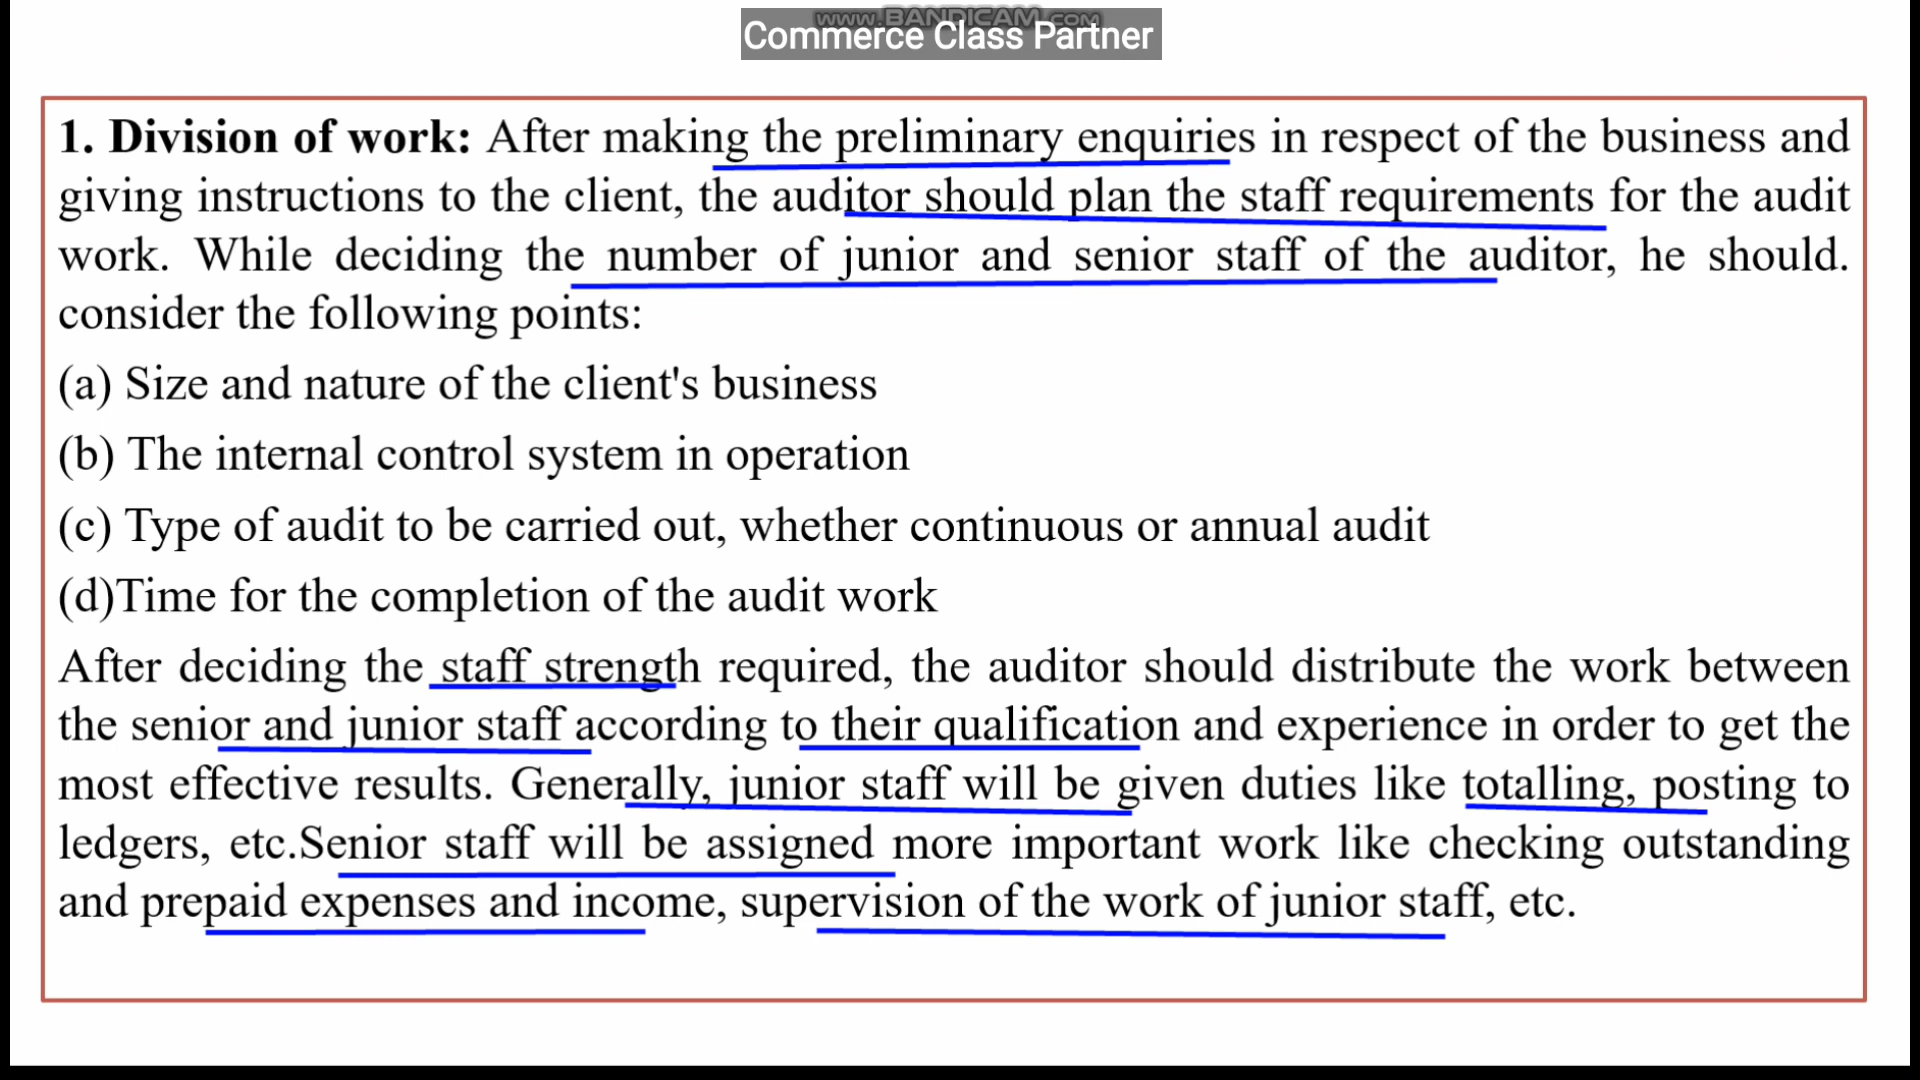 www.BANDICAM.COM
Commerce Class Partner
1. Division of work: After making the preliminary enquiries in respect of the business and
giving instructions to the client, the auditor should plan the staff requirements for the audit
work. While deciding the number of junior and senior staff of the auditor, he should.
consider the following points:
(a) Size and nature of the client's business
(b) The internal control system in operation
(c) Type of audit to be carried out, whether continuous or annual audit
(d)Time for the completion of the audit work
After deciding the staff strength required, the auditor should distribute the work between
the senior and junior staff according to their qualification and experience in order to get the
most effective results. Generally, junior staff will be given duties like totalling, posting to
ledgers, etc.Senior staff will be assigned more important work like checking outstanding
and prepaid expenses and income, supervision of the work of junior staff, etc.